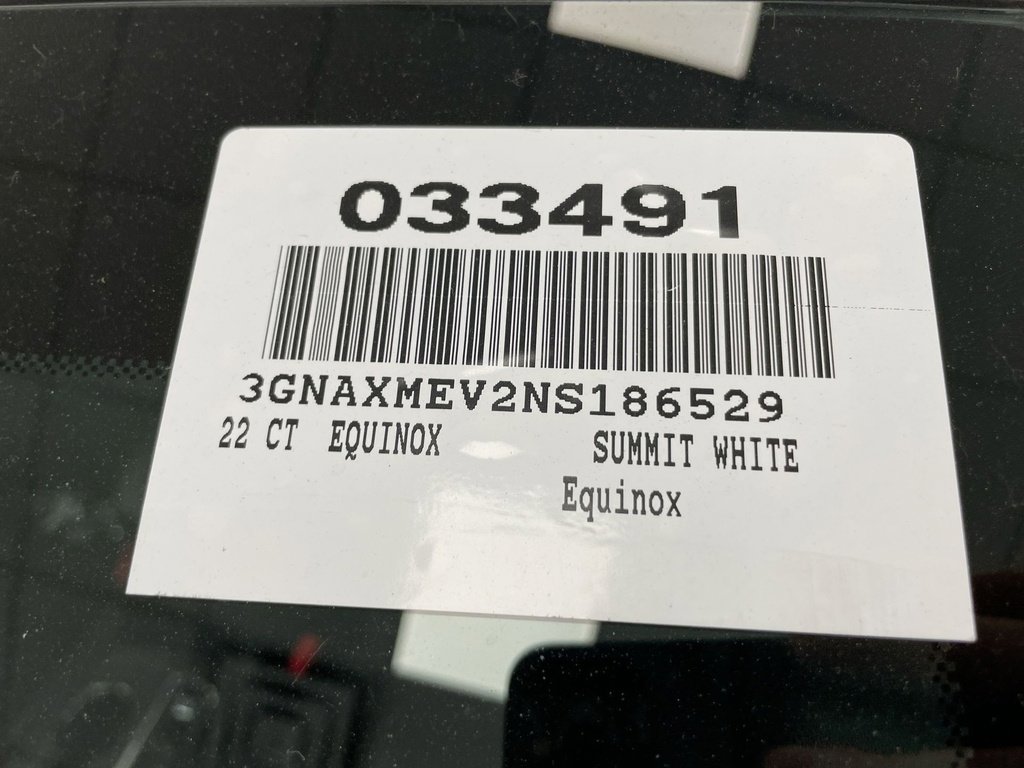 033491
3GNAXMEV2NS186529
22 CT EQUINOX SUMMIT WHITE
Equinox